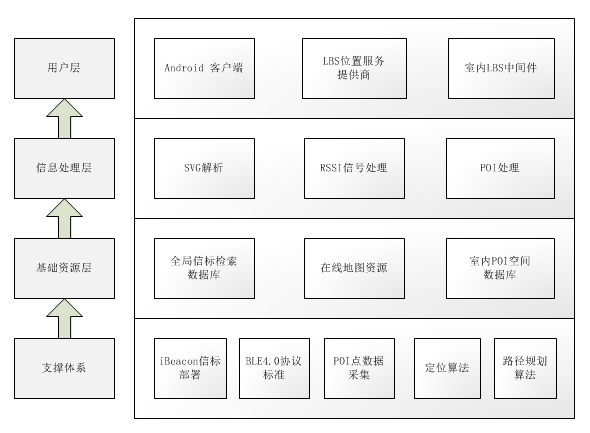 用户层
Android 客户端
LBS位置服务
提供商
室内LBS中间件
信息处理层
SVG解析
RSSI信号处理
POI处理
基础资源层
全局信标检索
数据库
在线地图资源
室内POI空间
数据库
支撑体系
iBeacon信标
部署
BLE4.0协议
标准
POI点数据
采集
定位算法
路径规划
算法